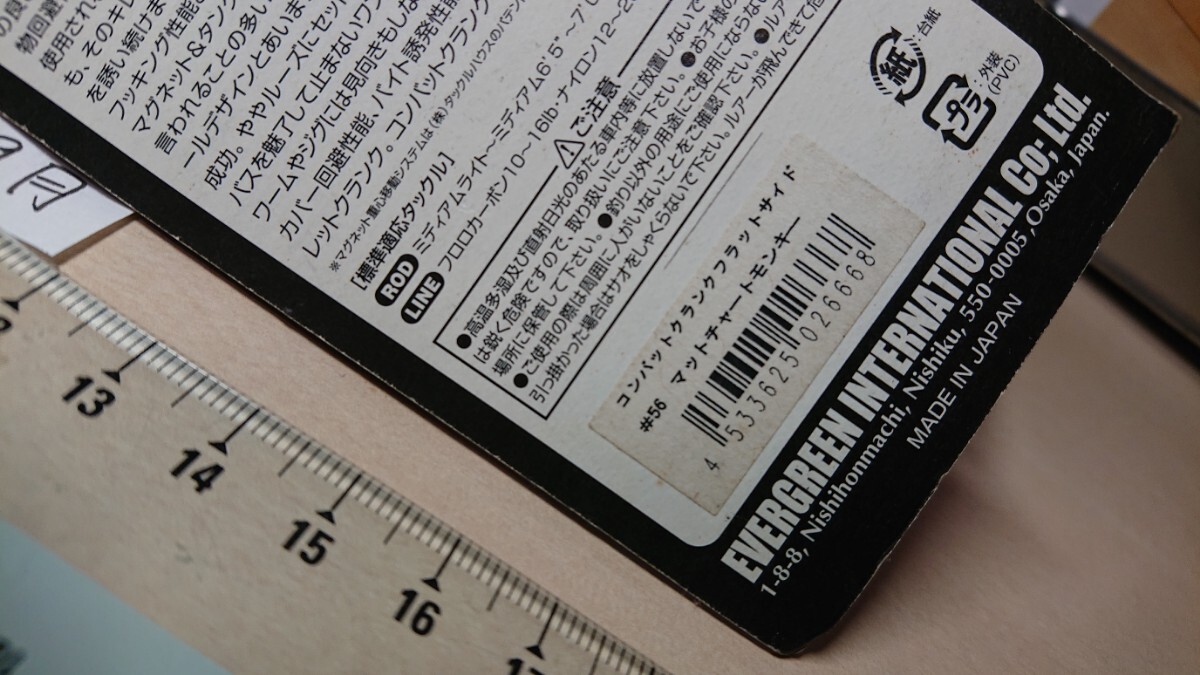 の良
物回避
使用され
も、そのキレ
を誘い続けま
フッキング性能
マグネット&タング
言われることの多い
ールデザインとあいま
成功。ややルーズにセット
バスを魅了して止まないワン
ワームやジグには見向きもしな
カバー回避性能、バイト誘発性能
レットクランク。コンバットクランク
※マグネット重心移動システムは(株)タックルハウスのパテン
[標準適応タックル]
ROD ミディアムライト〜ミディアム6'5"〜7'
LINE フロロカーボン10〜16lb ナイロン12〜2
⚠ご注意
●高温多湿及び直射日光のあたる車内等に放置しないで
●お子様の
は鋭く危険ですので、取り扱いにご注意下さい。
場所に保管して下さい。●釣り以外の用途にご使用にならない
●ご使用の際は周囲に人がいないことをご確認下さい。●ルア
引っ掛かった場合はサオをしゃくらないで下さい。ルアーが飛んできて危
紙
:台紙
プラ
:外装
(PVC)
コンバットクランクフラットサイド
#56 マットチャートモンキー
4 533625 026668
EVERGREEN INTERNATIONAL CO; Ltd.
1-8-8, Nishihonmachi, Nishiku, 550-0005 ,Osaka, Japan.
MADE IN JAPAN
13
14
15
16